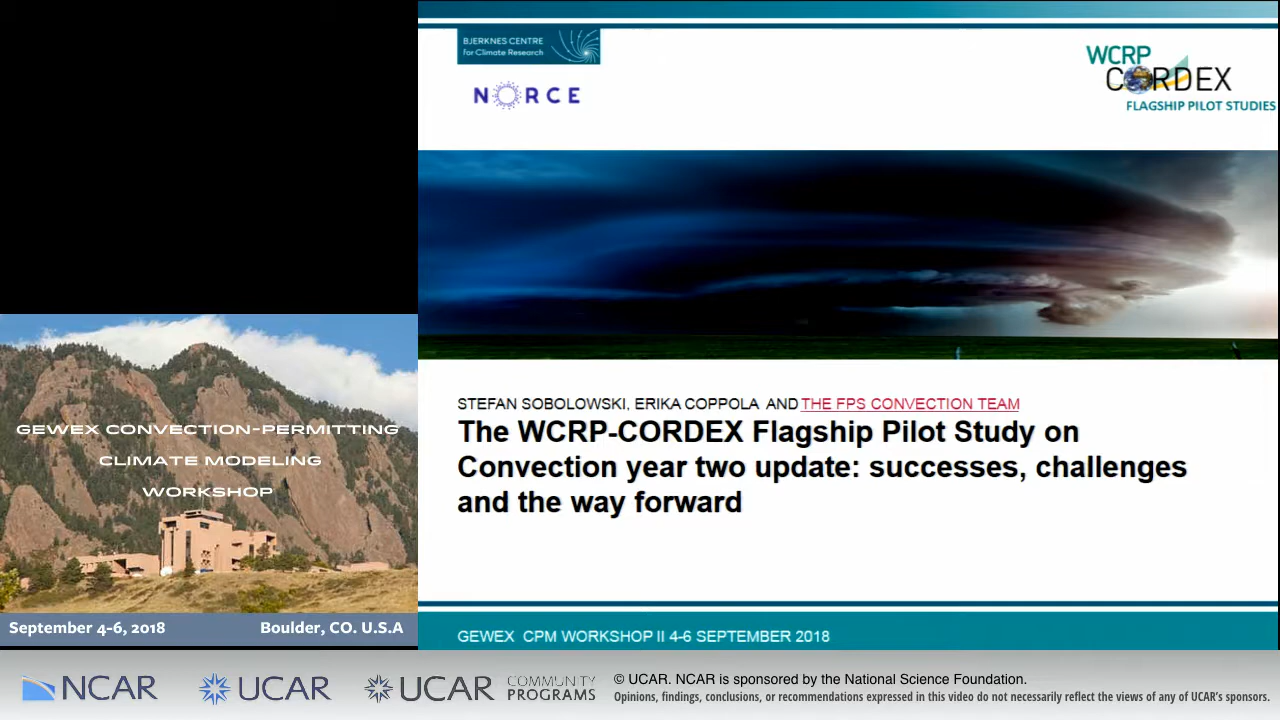 BJERKNES CENTRE
for Climate Research
NORCE
WCRP
CORDEX
FLAGSHIP PILOT STUDIES
STEFAN SOBOLOWSKI, ERIKA COPPOLA AND THE FPS CONVECTION TEAM
The WCRP-CORDEX Flagship Pilot Study on
Convection year two update: successes, challenges
and the way forward
GEWEX CPM WORKSHOP II 4-6 SEPTEMBER 2018
GEWEX CONVECTION-PERMITTING
CLIMATE MODELING
WORKSHOP
September 4-6, 2018
Boulder, CO. U.S.A
NCAR
UCAR
UCAR
COMMUNITY
PROGRAMS
© UCAR. NCAR is sponsored by the National Science Foundation.
Opinions, findings, conclusions, or recommendations expressed in this video do not necessarily reflect the views of any of UCAR's sponsors.